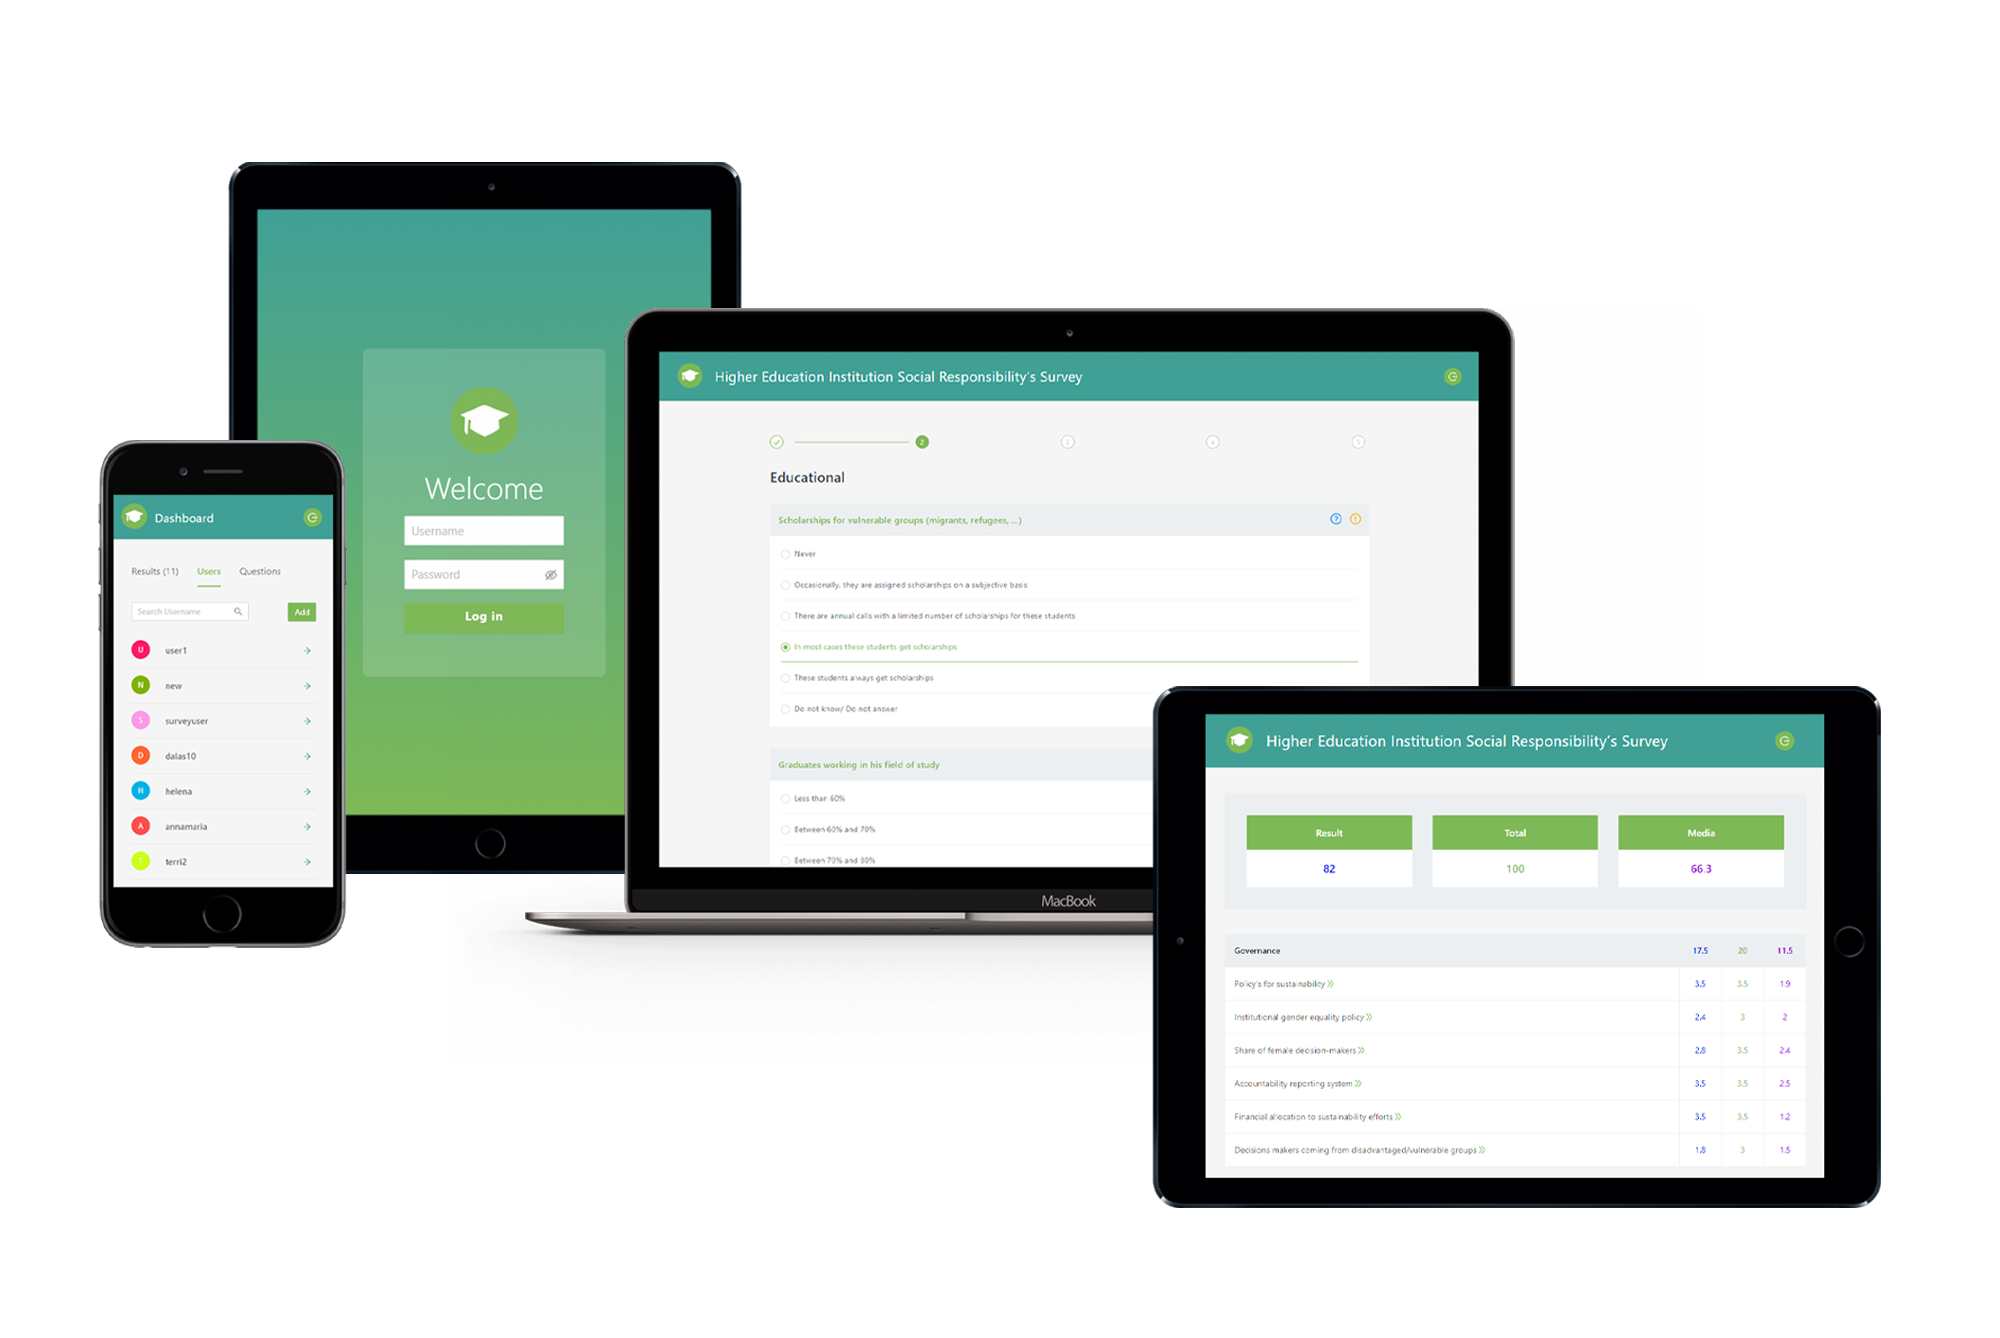 Welcome
Username
Password
Log in
Dashboard
Results (11) Users Questions
Search Username Add
U user1
N new
S surveyuser
D dalas10
H helena
A annamaria
T terri2
Higher Education Institution Social Responsibility's Survey
2 3 4 5
Educational
Scholarships for vulnerable groups (migrants, refugees, ...)
Never
Occasionally, they are assigned scholarships on a subjective basis
There are annual calls with a limited number of scholarships for these students
In most cases these students get scholarships
These students always get scholarships
Do not know/ Do not answer
Graduates working in his field of study
Less than 60%
Between 60% and 70%
Between 70% and 80%
MacBook
Higher Education Institution Social Responsibility's Survey
Result Total Media
82 100 66.3
Governance 17.5 20 11.5
Policy's for sustainability 3.5 3.5 1.9
Institutional gender equality policy 2.4 3 2
Share of female decision-makers 2.8 3.5 2.4
Accountability reporting system 3.5 3.5 2.5
Financial allocation to sustainability efforts 3.5 3.5 1.2
Decisions makers coming from disadvantaged/vulnerable groups 1.8 3 1.5